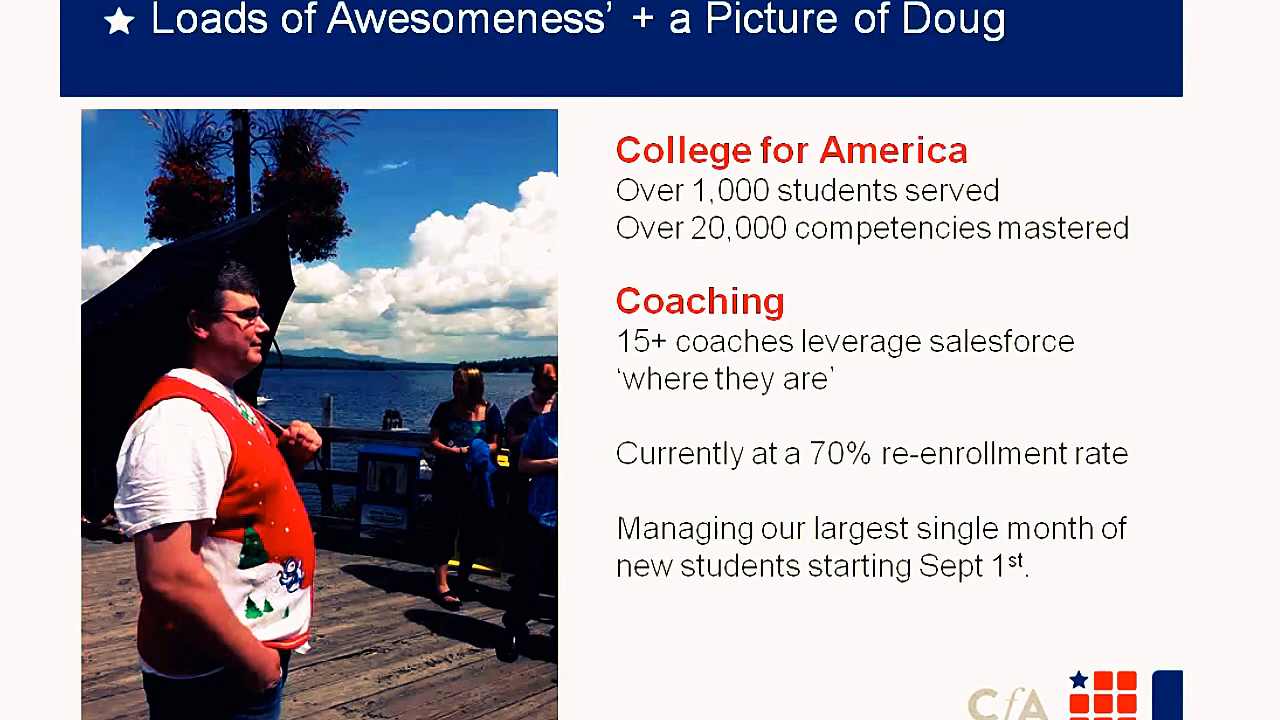 Loads of Awesomeness’ + a Picture of Doug
College for America
Over 1,000 students served
Over 20,000 competencies mastered
Coaching
15+ coaches leverage salesforce
‘where they are’
Currently at a 70% re-enrollment rate
Managing our largest single month of
new students starting Sept 1st.
CfA